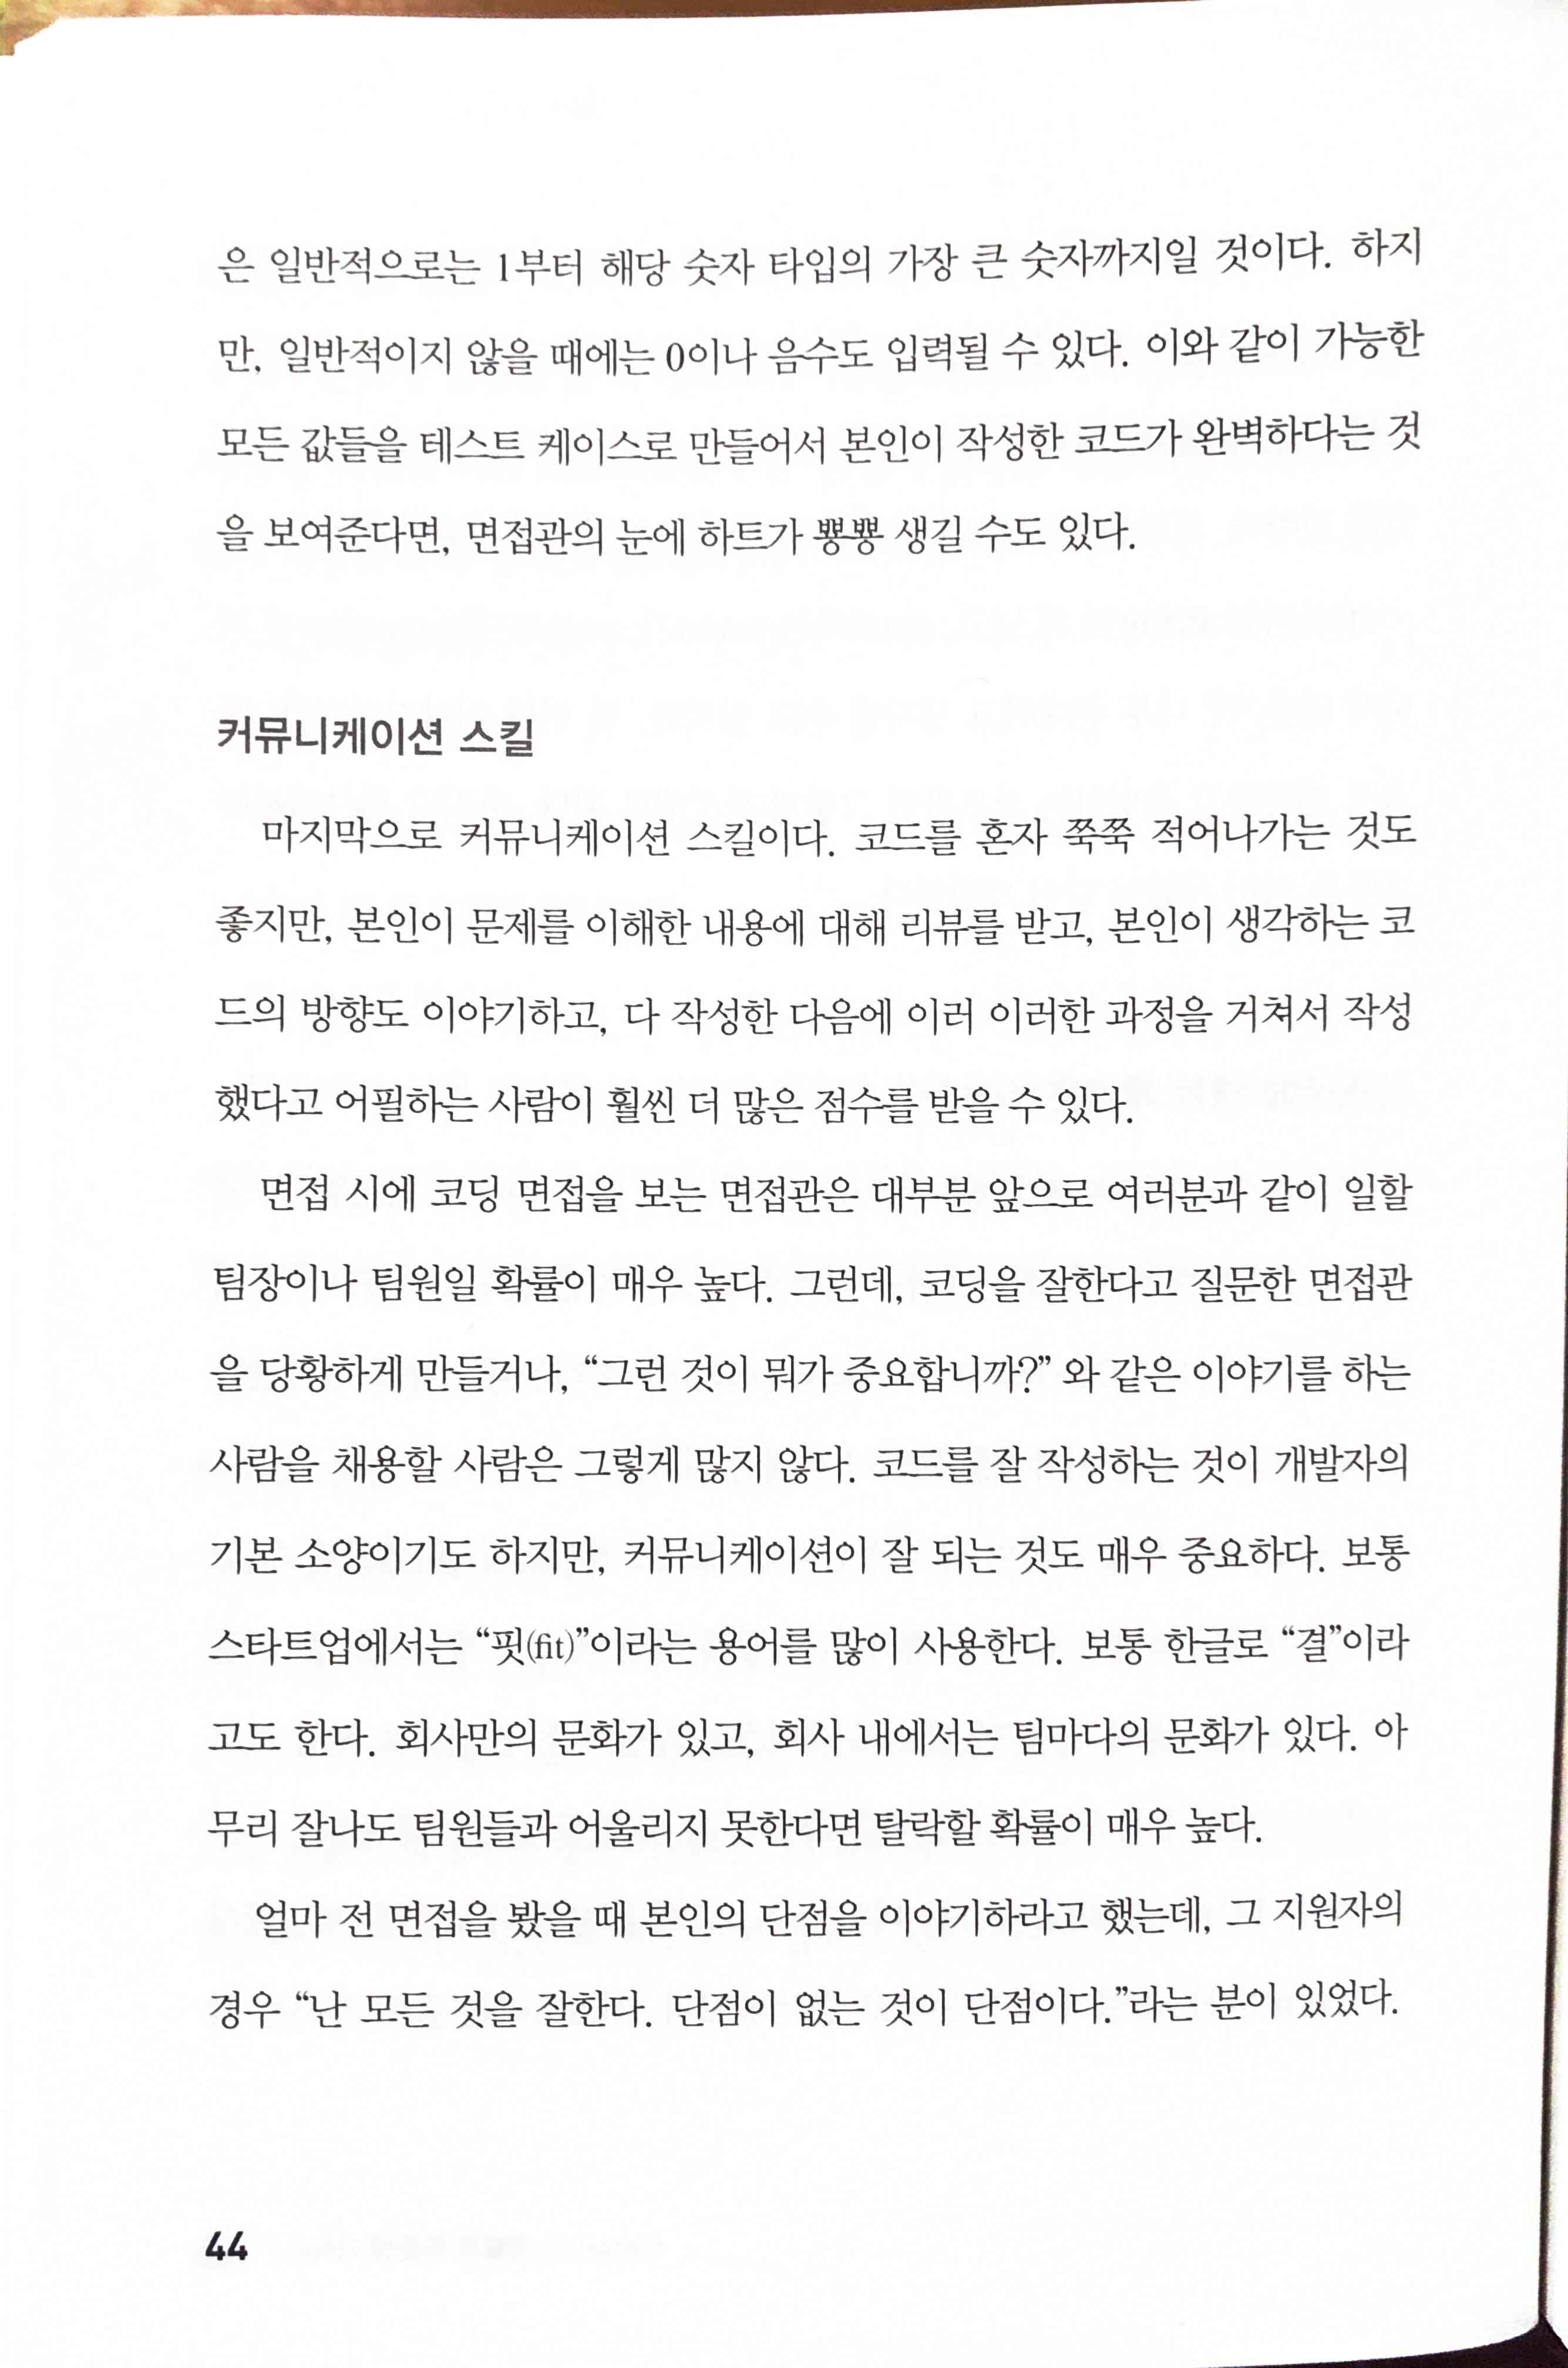 은 일반적으로는 1부터 해당 숫자 타입의 가장 큰 숫자까지일 것이다. 하지
만, 일반적이지 않을 때에는 0이나 음수도 입력될 수 있다. 이와 같이 가능한
모든 값들을 테스트 케이스로 만들어서 본인이 작성한 코드가 완벽하다는 것
을 보여준다면, 면접관의 눈에 하트가 뿅뿅 생길 수도 있다.
커뮤니케이션 스킬
마지막으로 커뮤니케이션 스킬이다. 코드를 혼자 쭉쭉 적어나가는 것도
좋지만, 본인이 문제를 이해한 내용에 대해 리뷰를 받고, 본인이 생각하는 코
드의 방향도 이야기하고, 다 작성한 다음에 이러 이러한 과정을 거쳐서 작성
했다고 어필하는 사람이 훨씬 더 많은 점수를 받을 수 있다.
면접 시에 코딩 면접을 보는 면접관은 대부분 앞으로 여러분과 같이 일할
팀장이나 팀원일 확률이 매우 높다. 그런데, 코딩을 잘한다고 질문한 면접관
을 당황하게 만들거나, “그런 것이 뭐가 중요합니까?” 와 같은 이야기를 하는
사람을 채용할 사람은 그렇게 많지 않다. 코드를 잘 작성하는 것이 개발자의
기본 소양이기도 하지만, 커뮤니케이션이 잘 되는 것도 매우 중요하다. 보통
스타트업에서는 “핏(fit)”이라는 용어를 많이 사용한다. 보통 한글로 “결”이라
고도 한다. 회사만의 문화가 있고, 회사 내에서는 팀마다의 문화가 있다. 아
무리 잘나도 팀원들과 어울리지 못한다면 탈락할 확률이 매우 높다.
얼마 전 면접을 봤을 때 본인의 단점을 이야기하라고 했는데, 그 지원자의
경우 “난 모든 것을 잘한다. 단점이 없는 것이 단점이다.”라는 분이 있었다.
44